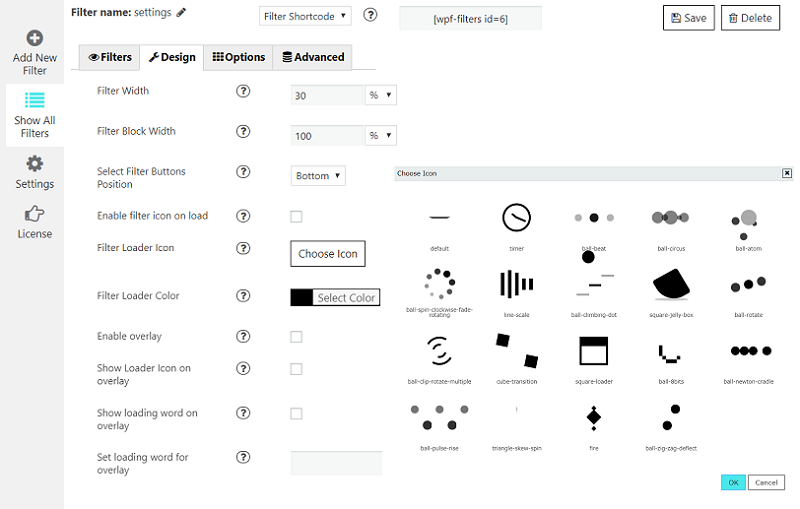 Filter name: settings
Filter Shortcode
?
[wpf-filters id=6]
Save
Delete
Add New
Filter
Show All
Filters
Settings
License
Filters
Design
Options
Advanced
Filter Width
?
30
%
Filter Block Width
?
100
%
Select Filter Buttons
Position
?
Bottom
Enable filter icon on load
?
Filter Loader Icon
?
Choose Icon
Filter Loader Color
?
Select Color
Enable overlay
?
Show Loader Icon on
overlay
?
Show loading word on
overlay
?
Set loading word for
overlay
?
Choose Icon
default
timer
ball-beat
ball-circus
ball-atom
ball-spin-clockwise-fade-
rotating
line-scale
ball-climbing-dot
square-jelly-box
ball-rotate
ball-clip-rotate-multiple
cube-transition
square-loader
ball-8bits
ball-newton-cradle
ball-pulse-rise
triangle-skew-spin
fire
ball-zig-zag-deflect
OK
Cancel